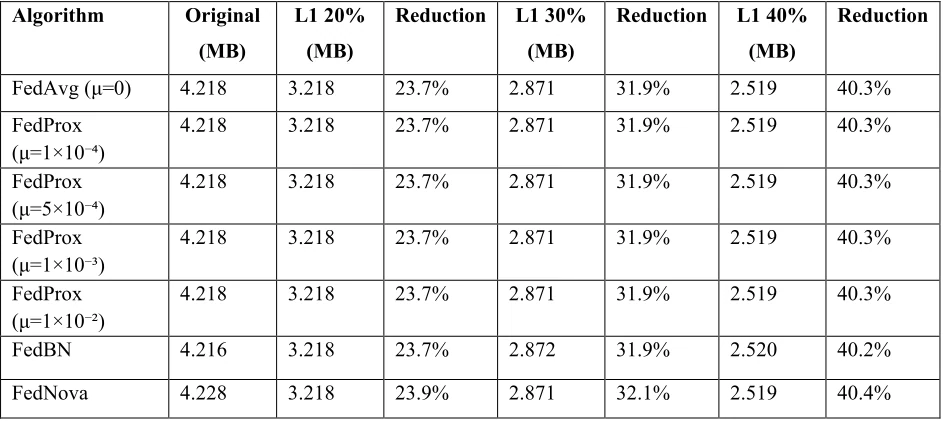 Algorithm Original (MB) L1 20% (MB) Reduction L1 30% (MB) Reduction L1 40% (MB) Reduction
FedAvg (μ=0) 4.218 3.218 23.7% 2.871 31.9% 2.519 40.3%
FedProx (μ=1×10⁻⁴) 4.218 3.218 23.7% 2.871 31.9% 2.519 40.3%
FedProx (μ=5×10⁻⁴) 4.218 3.218 23.7% 2.871 31.9% 2.519 40.3%
FedProx (μ=1×10⁻³) 4.218 3.218 23.7% 2.871 31.9% 2.519 40.3%
FedProx (μ=1×10⁻²) 4.218 3.218 23.7% 2.871 31.9% 2.519 40.3%
FedBN 4.216 3.218 23.7% 2.872 31.9% 2.520 40.2%
FedNova 4.228 3.218 23.9% 2.871 32.1% 2.519 40.4%